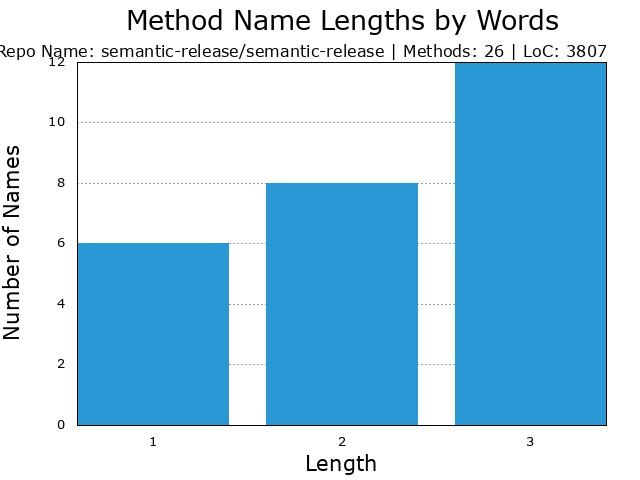 Method Name Lengths by Words
Repo Name: semantic-release/semantic-release | Methods: 26 | LoC: 3807
12
10
8
6
4
2
0
Number of Names
1 2 3
Length